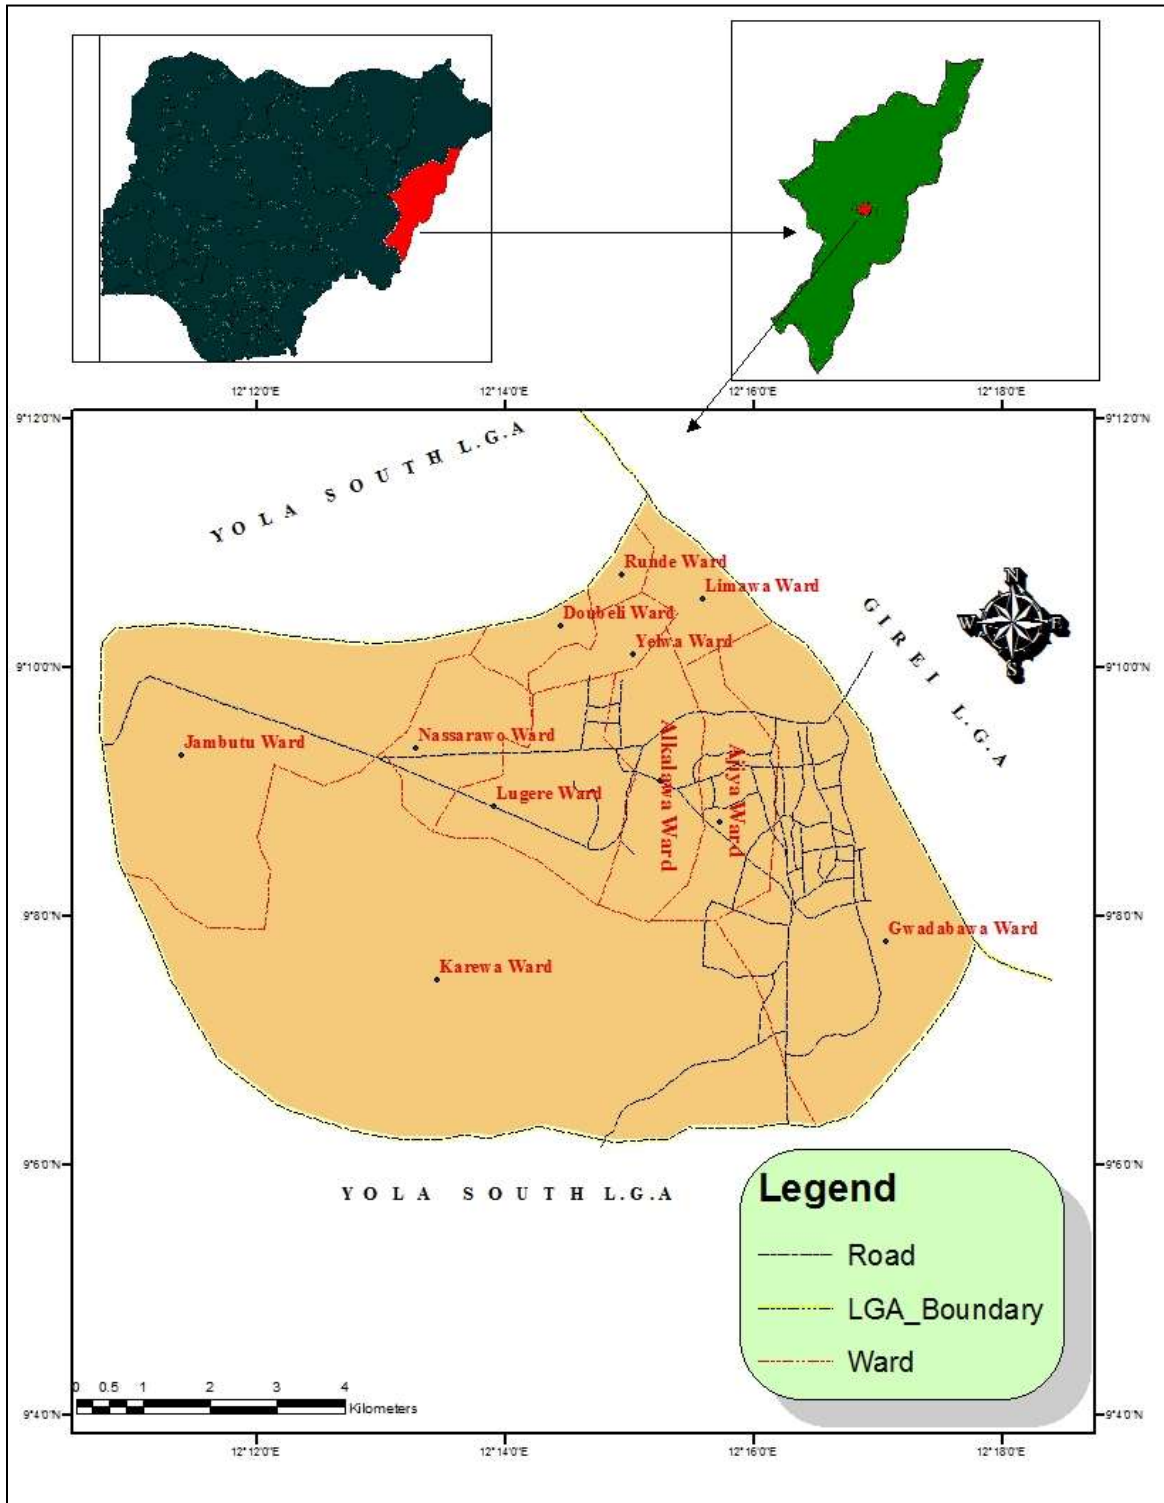 12°12'0"E 12°14'0"E 12°16'0"E 12°18'0"E
9°12'0"N 9°12'0"N
YOLA SOUTH L.G.A
Runde Ward
Limawa Ward
GIREI L.G.A
N
W E
S
Doubeli Ward
Yelwa Ward
9°10'0"N 9°10'0"N
Jambutu Ward
Nassarawo Ward
Alkalawa Ward
Ajiya Ward
Lugere Ward
9°8'0"N 9°8'0"N
Gwadabawa Ward
Karewa Ward
9°6'0"N 9°6'0"N
YOLA SOUTH L.G.A
Legend
Road
LGA_Boundary
Ward
0 0.5 1 2 3 4
Kilometers
9°4'0"N 9°4'0"N
12°12'0"E 12°14'0"E 12°16'0"E 12°18'0"E